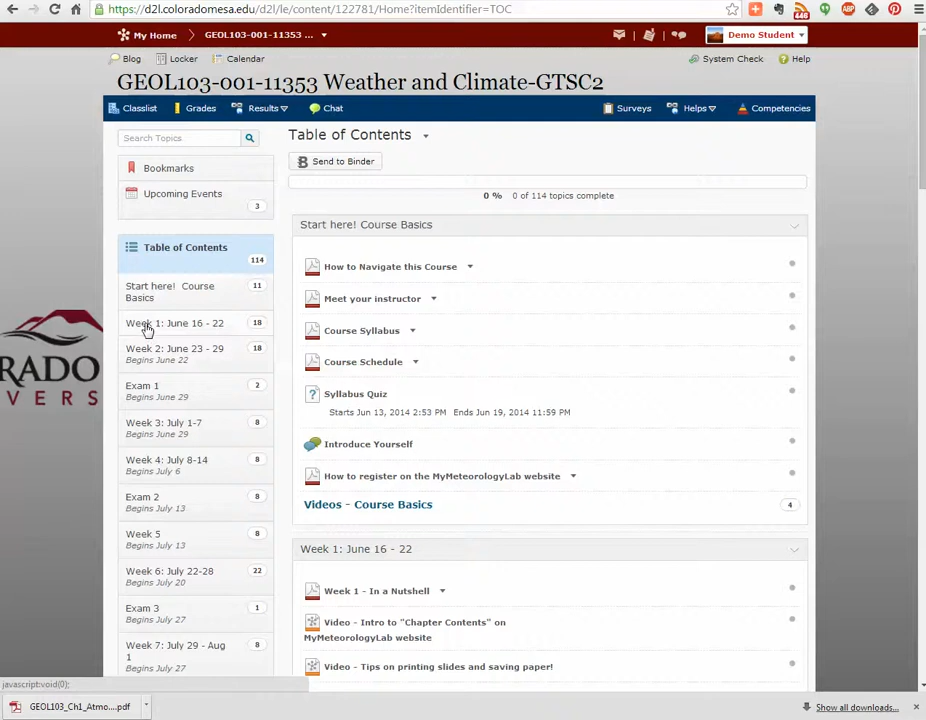 https://d2l.coloradomesa.edu/d2l/le/content/122781/Home?itemIdentifier=TOC
446
ABP
My Home
GEOL103-001-11353 ...
Demo Student
Blog
Locker
Calendar
System Check
Help
GEOL103-001-11353 Weather and Climate-GTSC2
Classlist
Grades
Results
Chat
Surveys
Helps
Competencies
Search Topics
Bookmarks
Upcoming Events
3
Table of Contents
114
Start here! Course
Basics
11
Week 1: June 16 - 22
18
Week 2: June 23 - 29
18
Begins June 22
Exam 1
2
Begins June 29
Week 3: July 1-7
8
Begins June 29
Week 4: July 8-14
8
Begins July 6
Exam 2
8
Begins July 13
Week 5
8
Begins July 13
Week 6: July 22-28
22
Begins July 20
Exam 3
1
Begins July 27
Week 7: July 29 - Aug
1
8
Begins July 27
Table of Contents
Send to Binder
0 % 0 of 114 topics complete
Start here! Course Basics
How to Navigate this Course
Meet your instructor
Course Syllabus
Course Schedule
Syllabus Quiz
Starts Jun 13, 2014 2:53 PM Ends Jun 19, 2014 11:59 PM
Introduce Yourself
How to register on the MyMeteorologyLab website
Videos - Course Basics
4
Week 1: June 16 - 22
Week 1 - In a Nutshell
Video - Intro to "Chapter Contents" on
MyMeteorologyLab website
Video - Tips on printing slides and saving paper!
RADO
VERS
javascript:void(0);
GEOL103_Ch1_Atmo....pdf
Show all downloads...